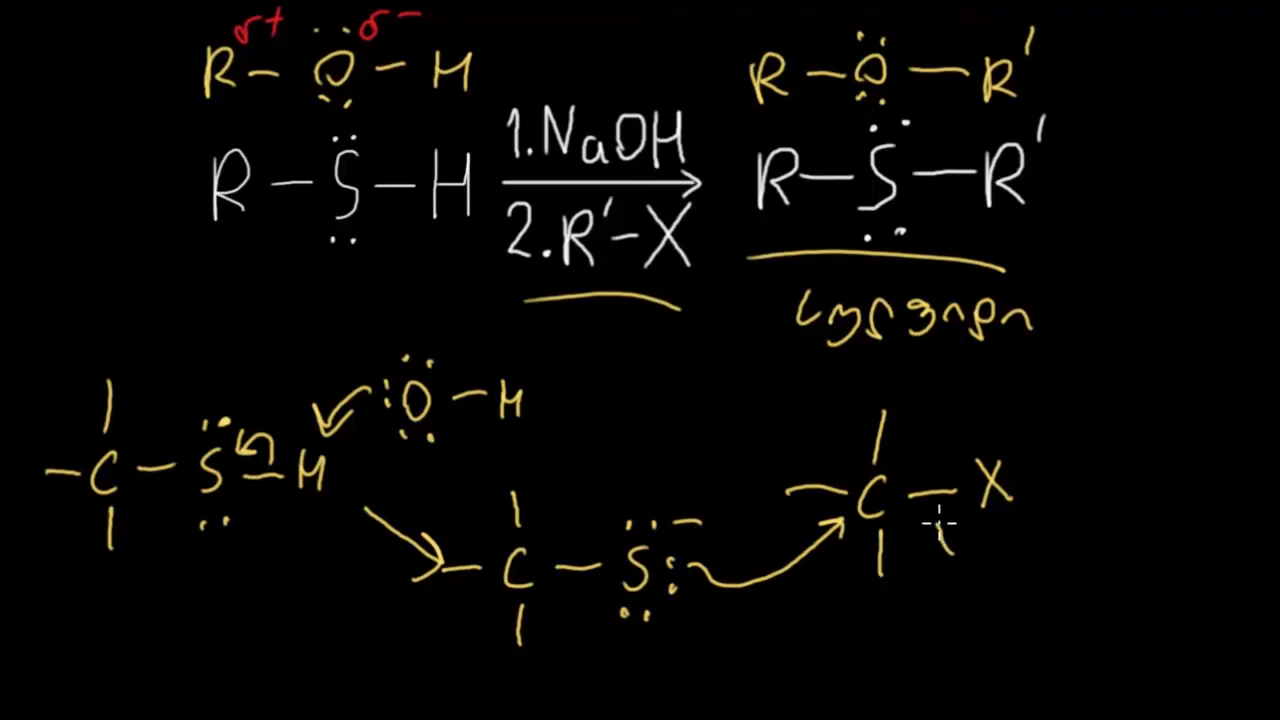 δ+ δ−
R – O – H
R – O – R'
R – S – H
1. NaOH
2. R' – X
R – S – R'
სულფიდი
O – H
– C – S – H
– C – X
– C – S −